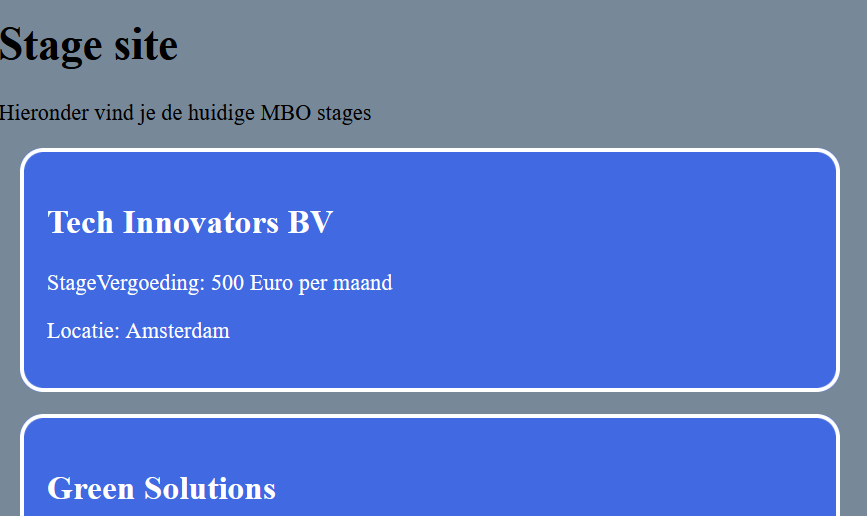 Stage site
Hieronder vind je de huidige MBO stages
Tech Innovators BV
StageVergoeding: 500 Euro per maand
Locatie: Amsterdam
Green Solutions